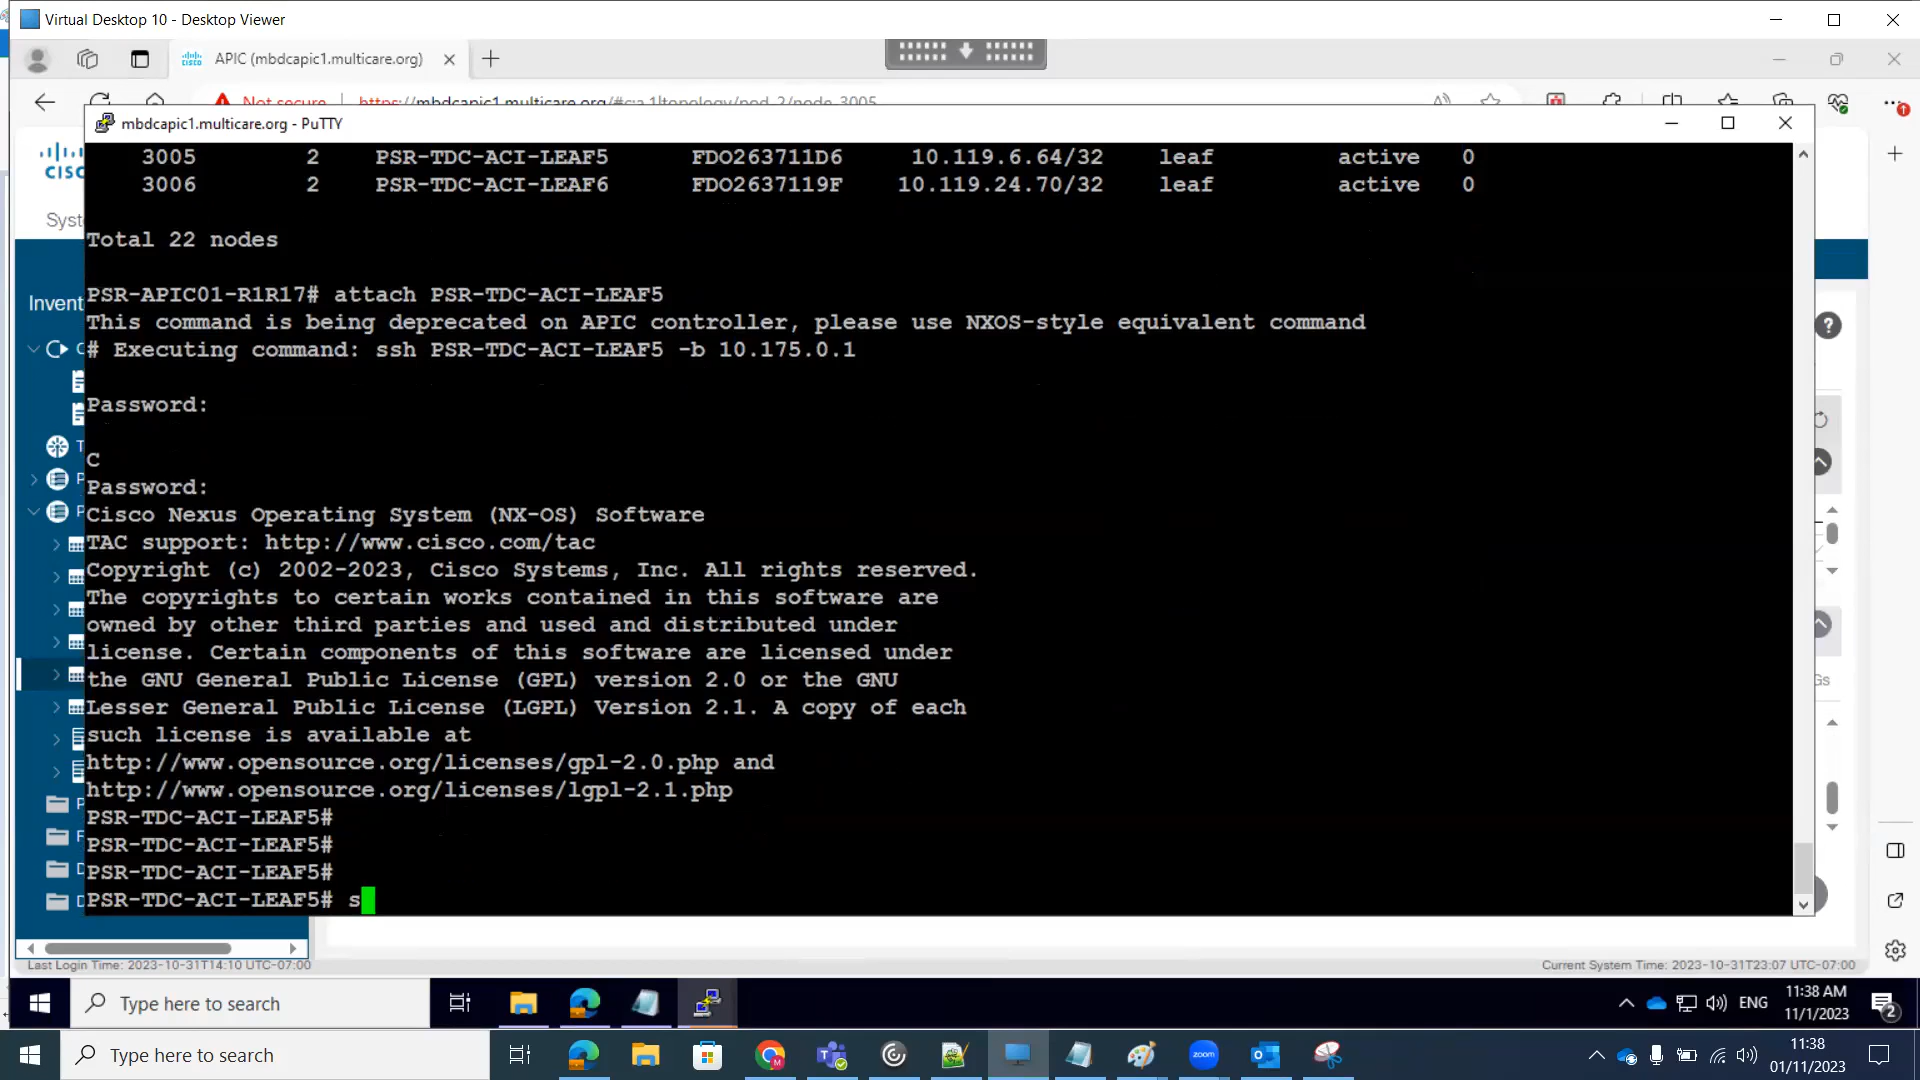 Virtual Desktop 10 - Desktop Viewer
APIC (mbdcapic1.multicare.org)
Not secure
https://mbdcapic1.multicare.org/#c:a.1|topology/pod-2/node-3005
mbdcapic1.multicare.org - PuTTY
cisco
Syst
3005 2 PSR-TDC-ACI-LEAF5 FDO263711D6 10.119.6.64/32 leaf active 0
3006 2 PSR-TDC-ACI-LEAF6 FDO2637119F 10.119.24.70/32 leaf active 0
Total 22 nodes
Invent
PSR-APIC01-R1R17# attach PSR-TDC-ACI-LEAF5
This command is being deprecated on APIC controller, please use NXOS-style equivalent command
# Executing command: ssh PSR-TDC-ACI-LEAF5 -b 10.175.0.1
Password:
C
Password:
Cisco Nexus Operating System (NX-OS) Software
TAC support: http://www.cisco.com/tac
Copyright (c) 2002-2023, Cisco Systems, Inc. All rights reserved.
The copyrights to certain works contained in this software are
owned by other third parties and used and distributed under
license. Certain components of this software are licensed under
the GNU General Public License (GPL) version 2.0 or the GNU
Lesser General Public License (LGPL) Version 2.1. A copy of each
such license is available at
http://www.opensource.org/licenses/gpl-2.0.php and
http://www.opensource.org/licenses/lgpl-2.1.php
PSR-TDC-ACI-LEAF5#
PSR-TDC-ACI-LEAF5#
PSR-TDC-ACI-LEAF5#
PSR-TDC-ACI-LEAF5# s
Last Login Time: 2023-10-31T14:10 UTC-07:00
Current System Time: 2023-10-31T23:07 UTC-07:00
Type here to search
ENG
11:38 AM
11/1/2023
2
Type here to search
zoom
11:38
01/11/2023